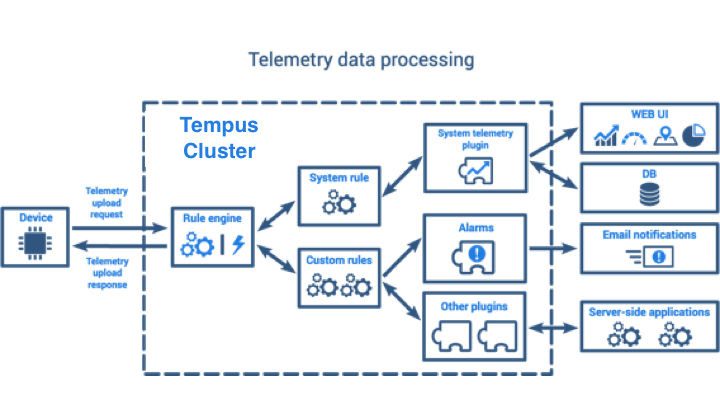 Telemetry data processing
Tempus
Cluster
WEB UI
System telemetry
plugin
DB
System rule
Telemetry
upload
request
Device
Rule engine
Alarms
Email notifications
Telemetry
upload
response
Custom rules
Other plugins
Server-side applications